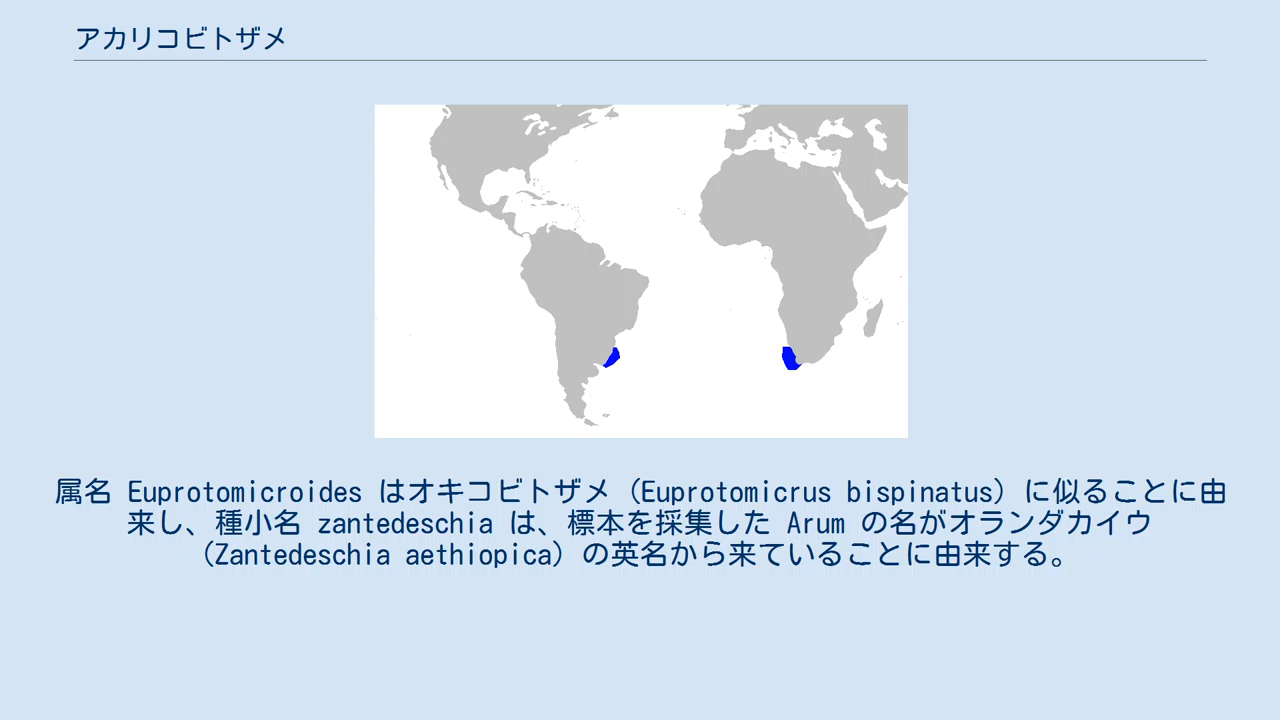 アカリコビトザメ
属名 Euprotomicroides はオキコビトザメ（Euprotomicrus bispinatus）に似ることに由
来し、種小名 zantedeschia は、標本を採集した Arum の名がオランダカイウ
（Zantedeschia aethiopica）の英名から来ていることに由来する。